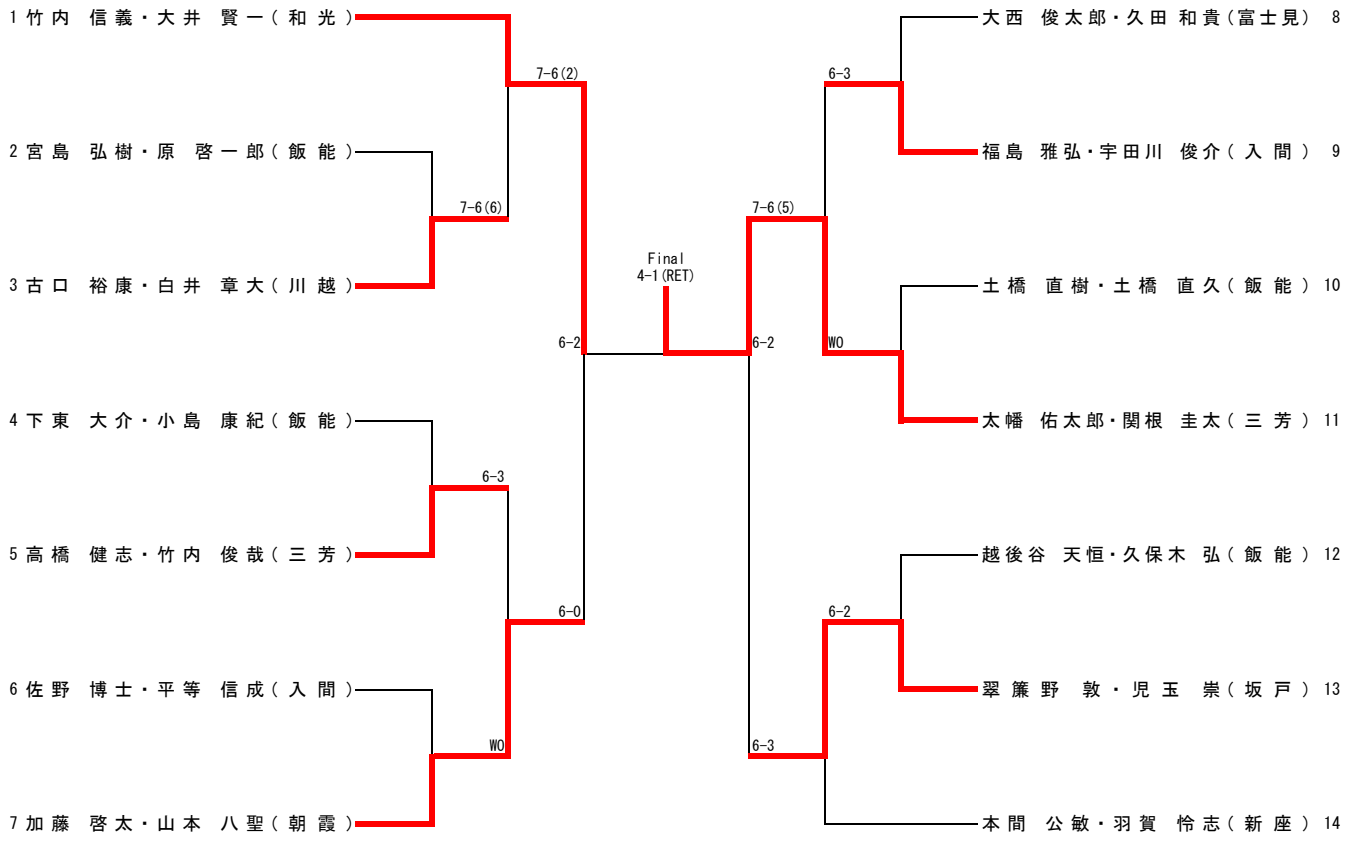 1 竹内 信義・大井 賢一(和光)
7-6(2)
2 宮島 弘樹・原 啓一郎(飯能)
7-6(6)
3 古口 裕康・白井 章大(川越)
6-2
4 下東 大介・小島 康紀(飯能)
6-3
5 高橋 健志・竹内 俊哉(三芳)
6-0
6 佐野 博士・平等 信成(入間)
WO
7 加藤 啓太・山本 八聖(朝霞)
Final
4-1(RET)
大西 俊太郎・久田 和貴(富士見) 8
6-3
福島 雅弘・宇田川 俊介(入間) 9
7-6(5)
土橋 直樹・土橋 直久(飯能) 10
6-2
WO
太幡 佑太郎・関根 圭太(三芳) 11
越後谷 天恒・久保木 弘(飯能) 12
6-2
翠簾野 敦・児玉 崇(坂戸) 13
6-3
本間 公敏・羽賀 怜志(新座) 14